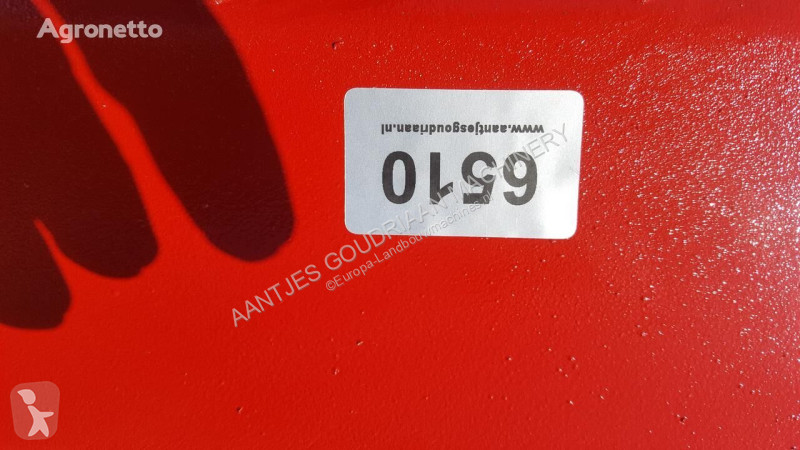 Agronetto
6510
www.aantjesgoudriaan.nl
AANTJES GOUDRIAAN MACHINERY
©Europa-Landbouwmachines.nl